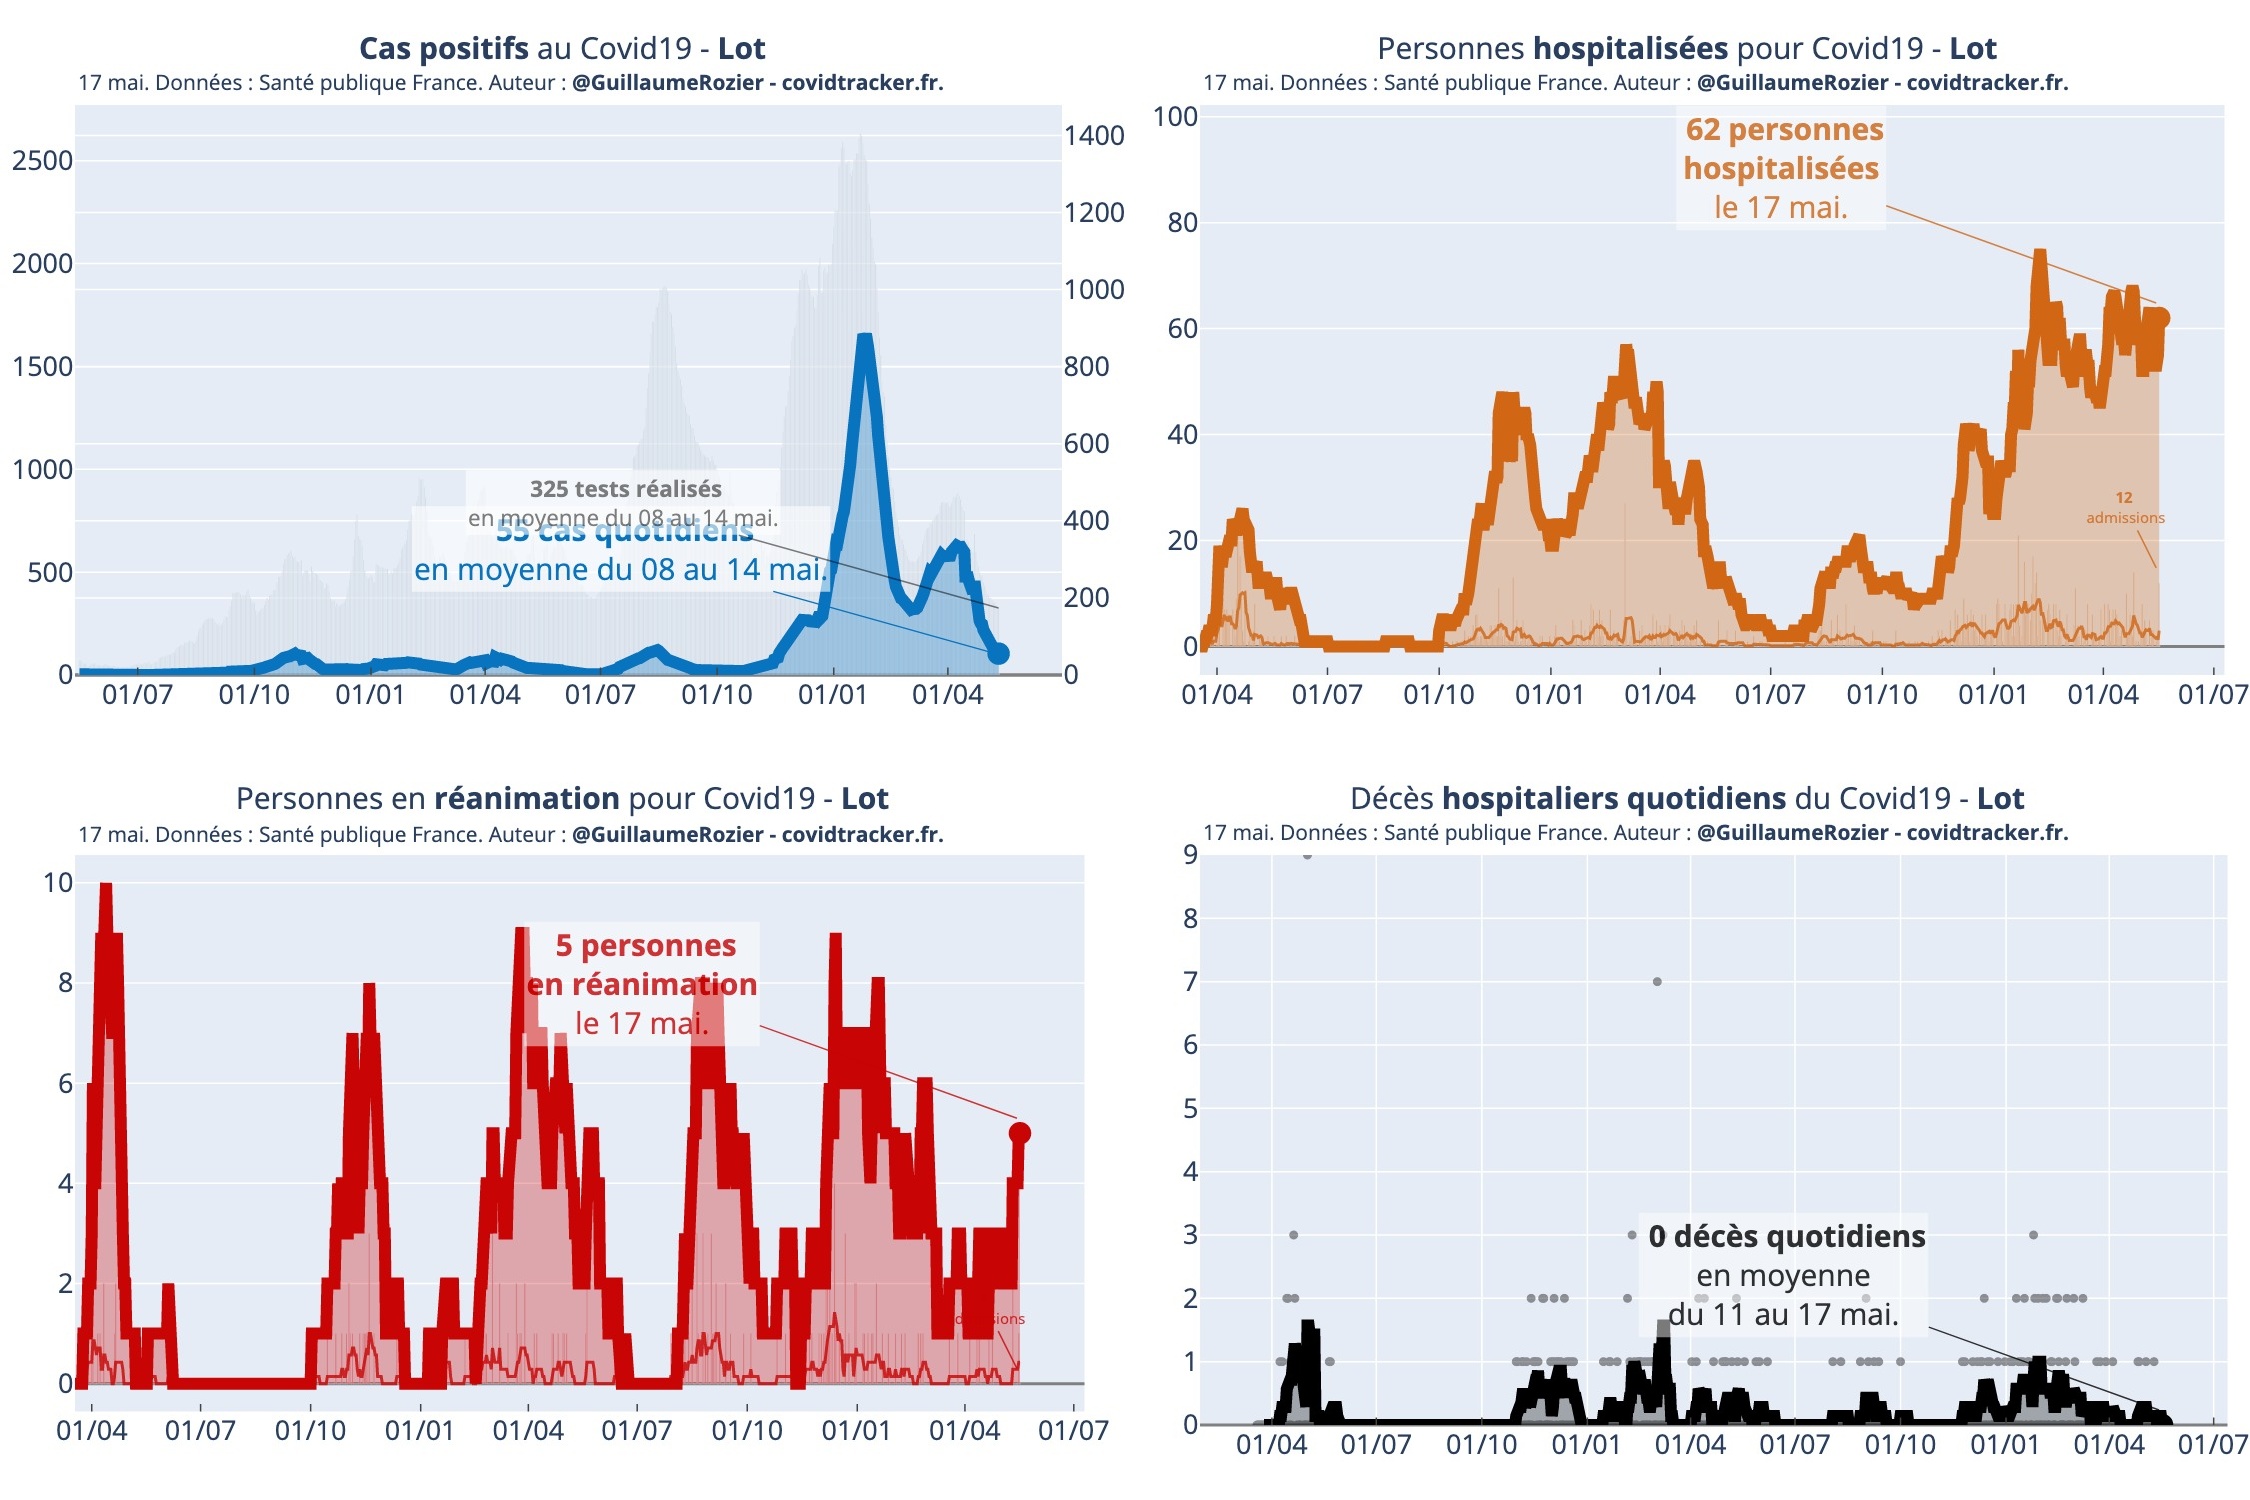 Cas positifs au Covid19 - Lot
17 mai. Données : Santé publique France. Auteur : @GuillaumeRozier - covidtracker.fr.
2500
2000
1500
1000
500
0
1400
1200
1000
800
600
400
200
0
325 tests réalisés
en moyenne du 08 au 14 mai.
55 cas quotidiens
en moyenne du 08 au 14 mai.
01/07 01/10 01/01 01/04 01/07 01/10 01/01 01/04
Personnes hospitalisées pour Covid19 - Lot
17 mai. Données : Santé publique France. Auteur : @GuillaumeRozier - covidtracker.fr.
100
80
60
40
20
0
62 personnes
hospitalisées
le 17 mai.
12
admissions
01/04 01/07 01/10 01/01 01/04 01/07 01/10 01/01 01/04 01/07
Personnes en réanimation pour Covid19 - Lot
17 mai. Données : Santé publique France. Auteur : @GuillaumeRozier - covidtracker.fr.
10
8
6
4
2
0
5 personnes
en réanimation
le 17 mai.
01/04 01/07 01/10 01/01 01/04 01/07 01/10 01/01 01/04 01/07
Décès hospitaliers quotidiens du Covid19 - Lot
17 mai. Données : Santé publique France. Auteur : @GuillaumeRozier - covidtracker.fr.
9
8
7
6
5
4
3
2
1
0
0 décès quotidiens
en moyenne
du 11 au 17 mai.
01/04 01/07 01/10 01/01 01/04 01/07 01/10 01/01 01/04 01/07